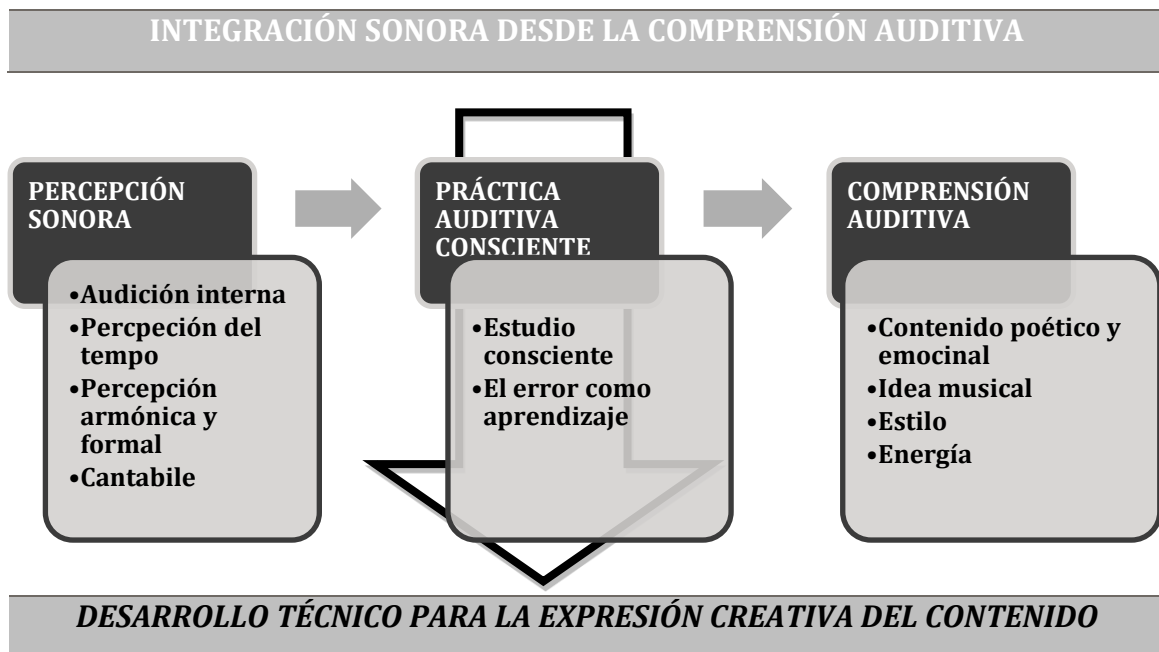 INTEGRACIÓN SONORA DESDE LA COMPRENSIÓN AUDITIVA
PERCEPCIÓN
SONORA
•Audición interna
•Percpeción del
tempo
•Percepción
armónica y
formal
•Cantabile
PRÁCTICA
AUDITIVA
CONSCIENTE
•Estudio
consciente
•El error como
aprendizaje
COMPRENSIÓN
AUDITIVA
•Contenido poético y
emocinal
•Idea musical
•Estilo
•Energía
DESARROLLO TÉCNICO PARA LA EXPRESIÓN CREATIVA DEL CONTENIDO